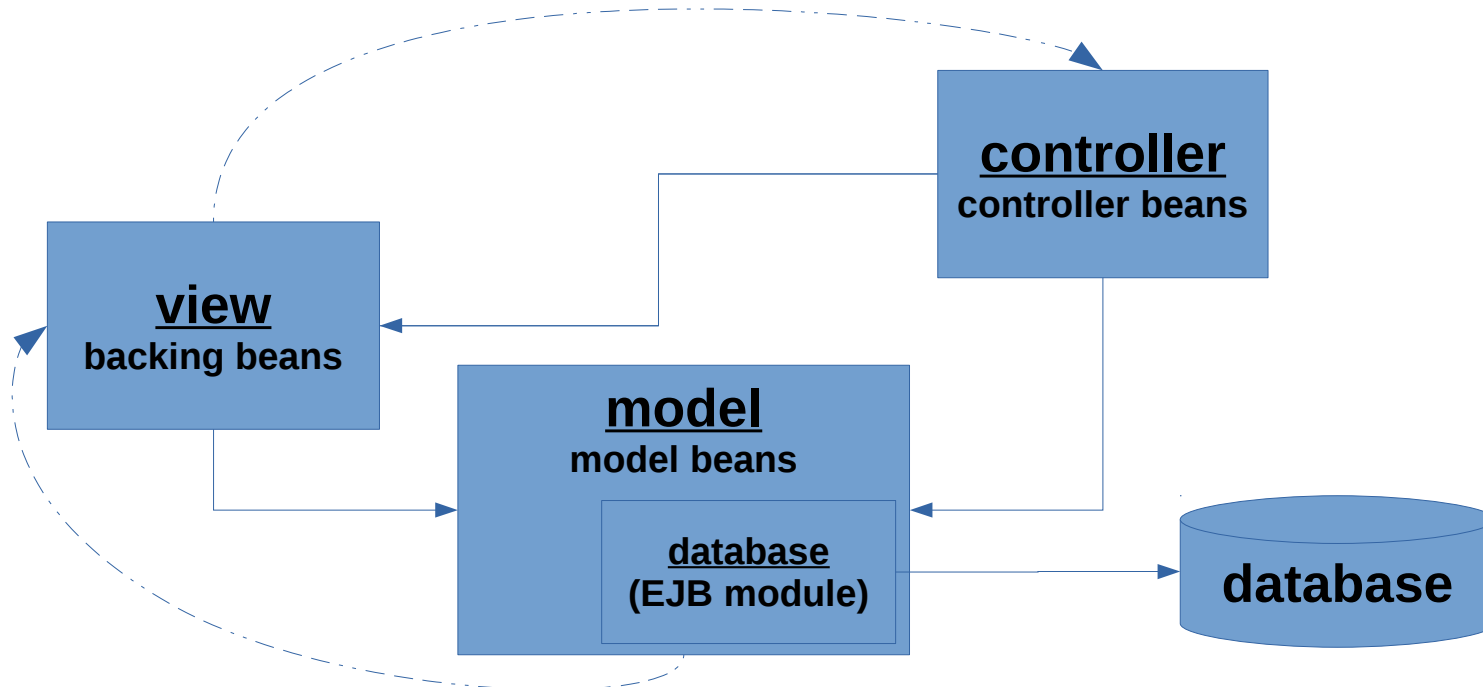 controller
controller beans
view
backing beans
model
model beans
database
(EJB module)
database